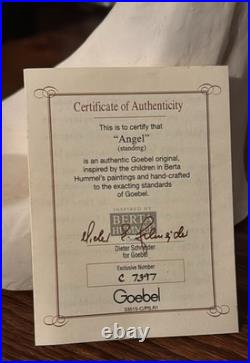 Certificate of Authenticity
This is to certify that
"Angel"
(standing)
is an authentic Goebel original,
inspired by the children in Berta
Hummel's paintings and hand-crafted
to the exacting standards
of Goebel.
INSPIRED BY
BERTA
HUMMEL
Dieter Schneider
for Goebel
Exclusive Number
C 7397
Goebel